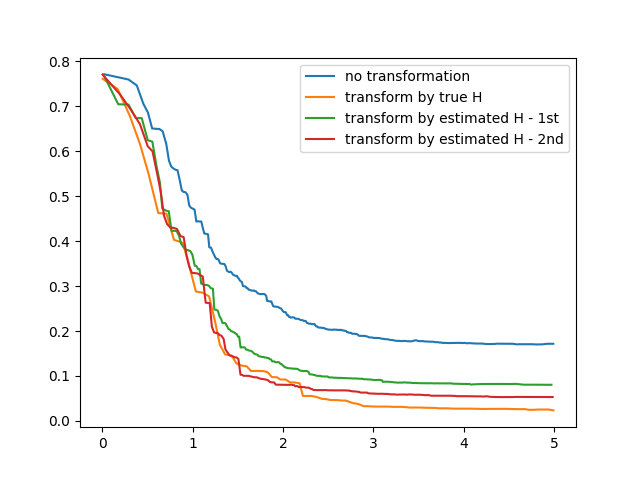 no transformation
transform by true H
transform by estimated H - 1st
transform by estimated H - 2nd
0.8
0.7
0.6
0.5
0.4
0.3
0.2
0.1
0.0
0 1 2 3 4 5